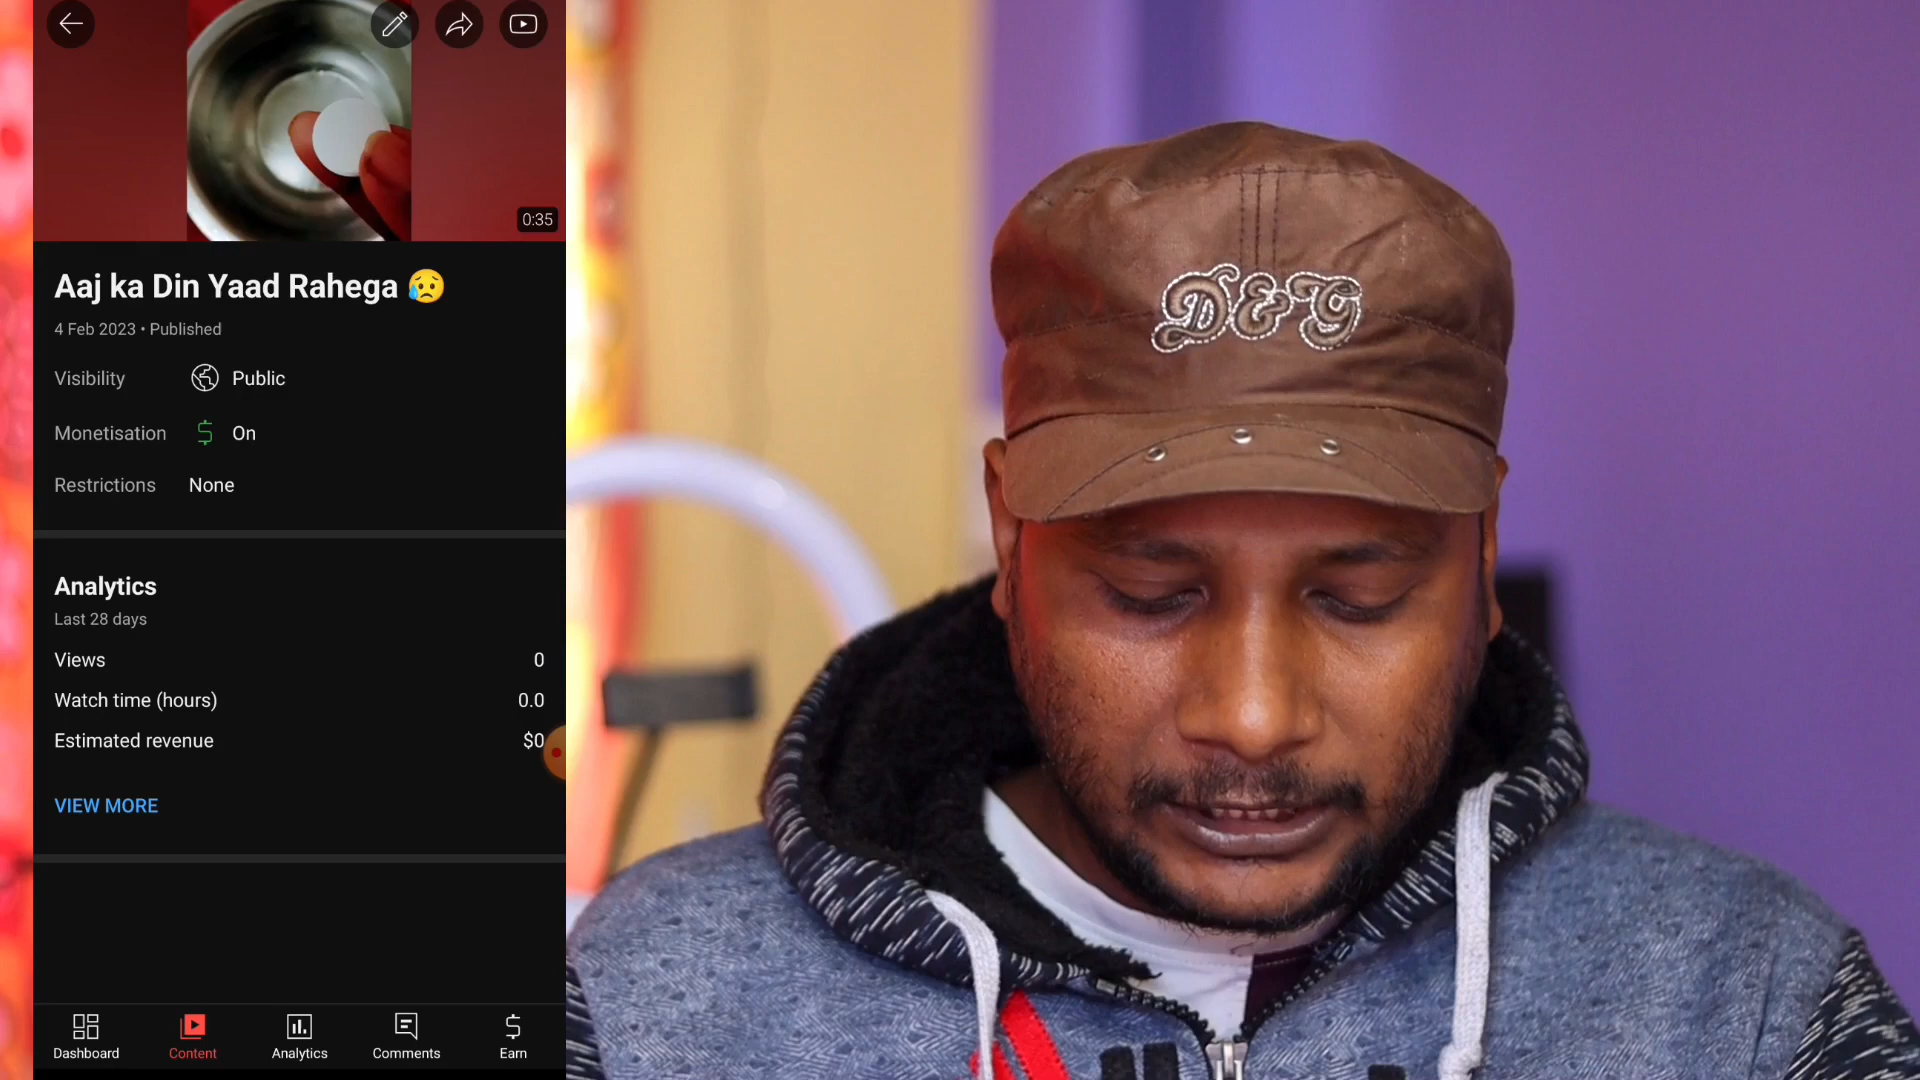 0:35
Aaj ka Din Yaad Rahega 😥
4 Feb 2023 • Published
Visibility Public
Monetisation On
Restrictions None
Analytics
Last 28 days
Views 0
Watch time (hours) 0.0
Estimated revenue $0
VIEW MORE
Dashboard Content Analytics Comments Earn
D&G